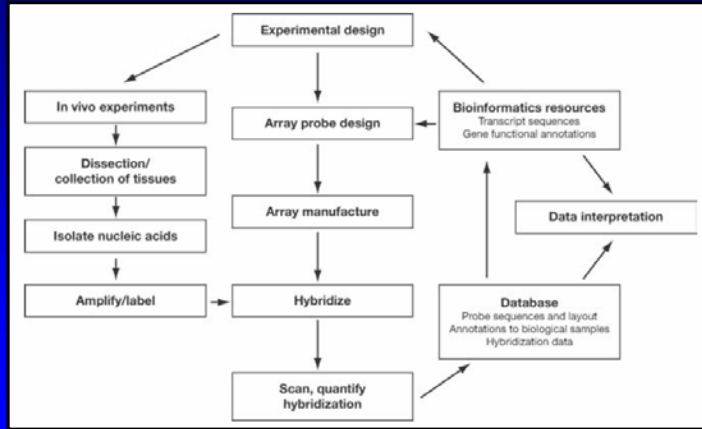 Experimental design
In vivo experiments
Array probe design
Bioinformatics resources
Transcript sequences
Gene functional annotations
Dissection/
collection of tissues
Array manufacture
Data interpretation
Isolate nucleic acids
Amplify/label
Hybridize
Database
Probe sequences and layout
Annotations to biological samples
Hybridization data
Scan, quantify
hybridization